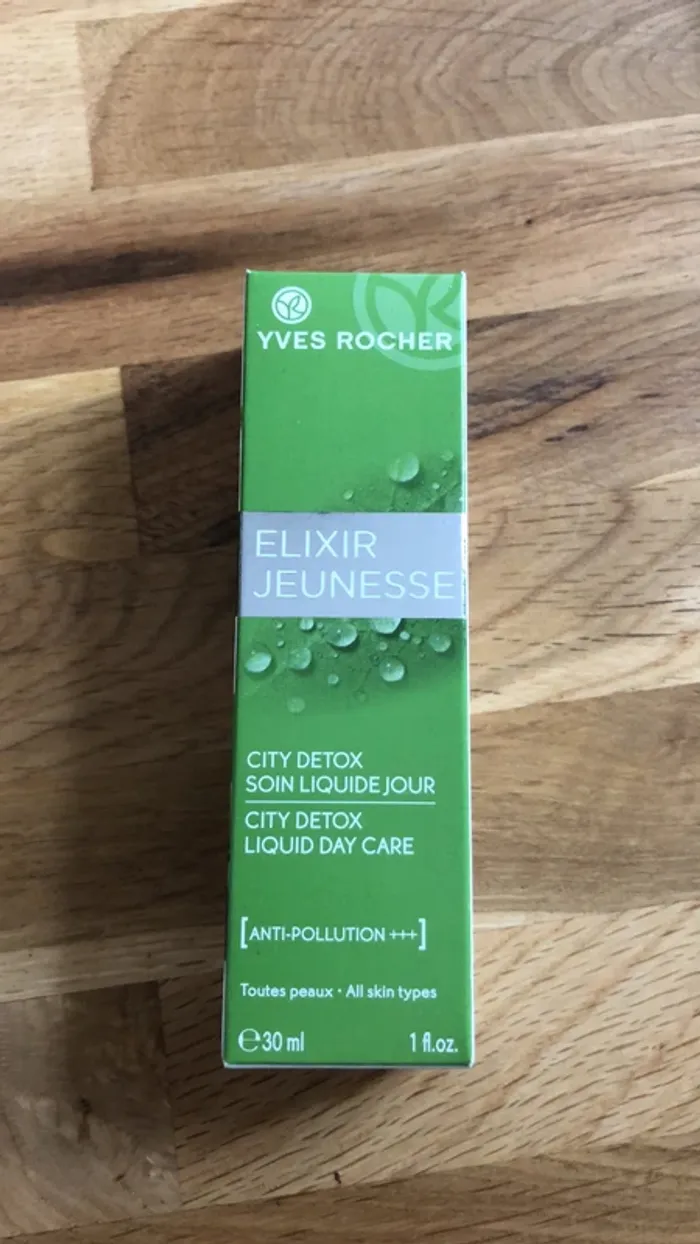 YVES ROCHER
ELIXIR
JEUNESSE
CITY DETOX
SOIN LIQUIDE JOUR
CITY DETOX
LIQUID DAY CARE
[ANTI-POLLUTION +++]
Toutes peaux • All skin types
℮30 ml 1 fl.oz.